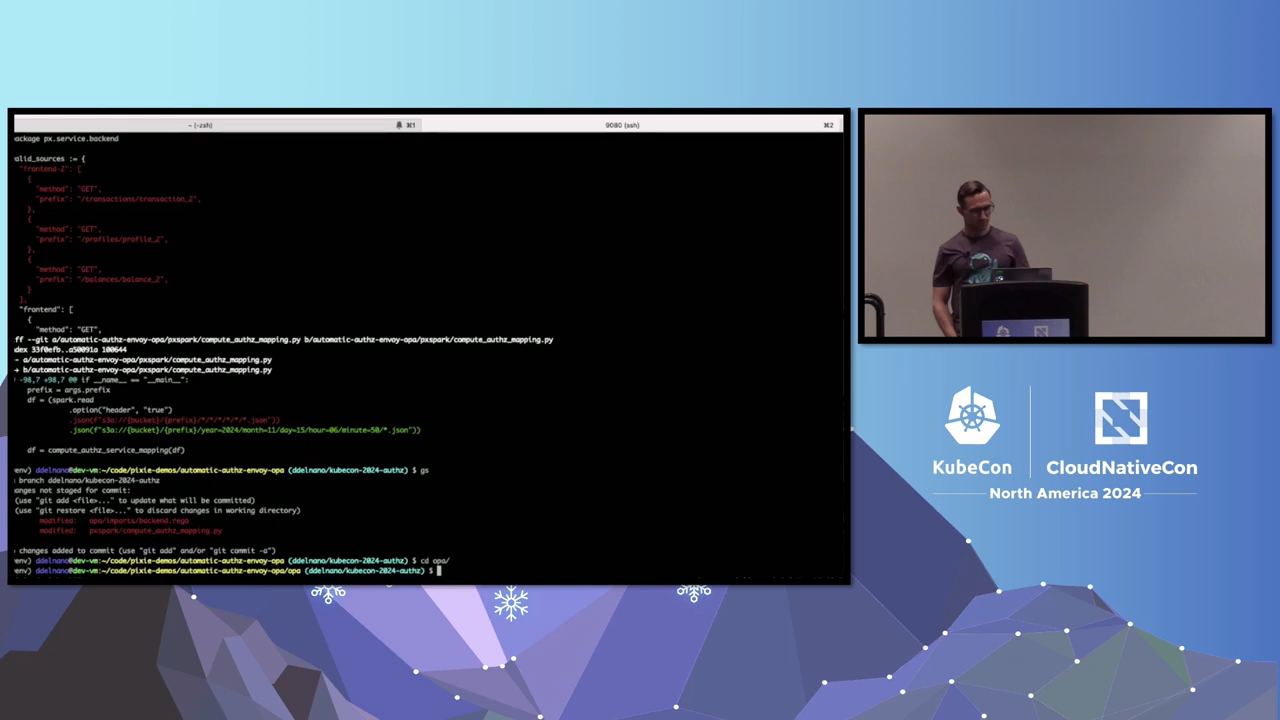 ~ (-zsh)
⌘1
9080 (ssh)
⌘2
ackage px.service.backend
alid_sources := {
"frontend-2": [
{
"method": "GET",
"prefix": "/transactions/transaction_2",
},
{
"method": "GET",
"prefix": "/profiles/profile_2",
},
{
"method": "GET",
"prefix": "/balances/balance_2",
}
],
"frontend": [
{
"method": "GET",
ff --git a/automatic-authz-envoy-opa/pxspark/compute_authz_mapping.py b/automatic-authz-envoy-opa/pxspark/compute_authz_mapping.py
dex 33f0efb..a50091a 100644
- a/automatic-authz-envoy-opa/pxspark/compute_authz_mapping.py
+ b/automatic-authz-envoy-opa/pxspark/compute_authz_mapping.py
-98,7 +98,7 @@ if __name__ == "__main__":
prefix = args.prefix
df = (spark.read
.option("header", "true")
.json(f"s3a://{bucket}/{prefix}/*/*/*/*/*/*.json"))
.json(f"s3a://{bucket}/{prefix}/year=2024/month=11/day=15/hour=06/minute=50/*.json"))
df = compute_authz_service_mapping(df)
env) ddelnano@dev-vm:~/code/pixie-demos/automatic-authz-envoy-opa (ddelnano/kubecon-2024-authz) $ gs
branch ddelnano/kubecon-2024-authz
anges not staged for commit:
(use "git add <file>..." to update what will be committed)
(use "git restore <file>..." to discard changes in working directory)
modified: opa/imports/backend.rego
modified: pxspark/compute_authz_mapping.py
changes added to commit (use "git add" and/or "git commit -a")
env) ddelnano@dev-vm:~/code/pixie-demos/automatic-authz-envoy-opa (ddelnano/kubecon-2024-authz) $ cd opa/
env) ddelnano@dev-vm:~/code/pixie-demos/automatic-authz-envoy-opa/opa (ddelnano/kubecon-2024-authz) $
KubeCon
CloudNativeCon
North America 2024